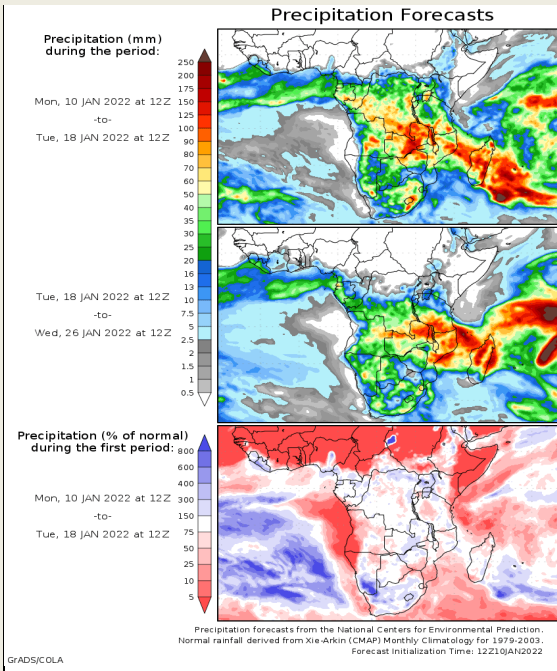 Precipitation Forecasts
Precipitation (mm)
during the period:
Mon, 10 JAN 2022 at 12Z
-to-
Tue, 18 JAN 2022 at 12Z
250
200
175
150
125
100
90
80
70
60
50
40
35
30
25
20
16
13
10
7.5
5
2.5
2
1.5
1
0.5
Tue, 18 JAN 2022 at 12Z
-to-
Wed, 26 JAN 2022 at 12Z
Precipitation (% of normal)
during the first period:
Mon, 10 JAN 2022 at 12Z
-to-
Tue, 18 JAN 2022 at 12Z
800
600
400
300
150
75
50
25
10
5
Precipitation forecasts from the National Centers for Environmental Prediction.
Normal rainfall derived from Xie-Arkin (CMAP) Monthly Climatology for 1979-2003.
Forecast Initialization Time: 12Z10JAN2022
GrADS/COLA